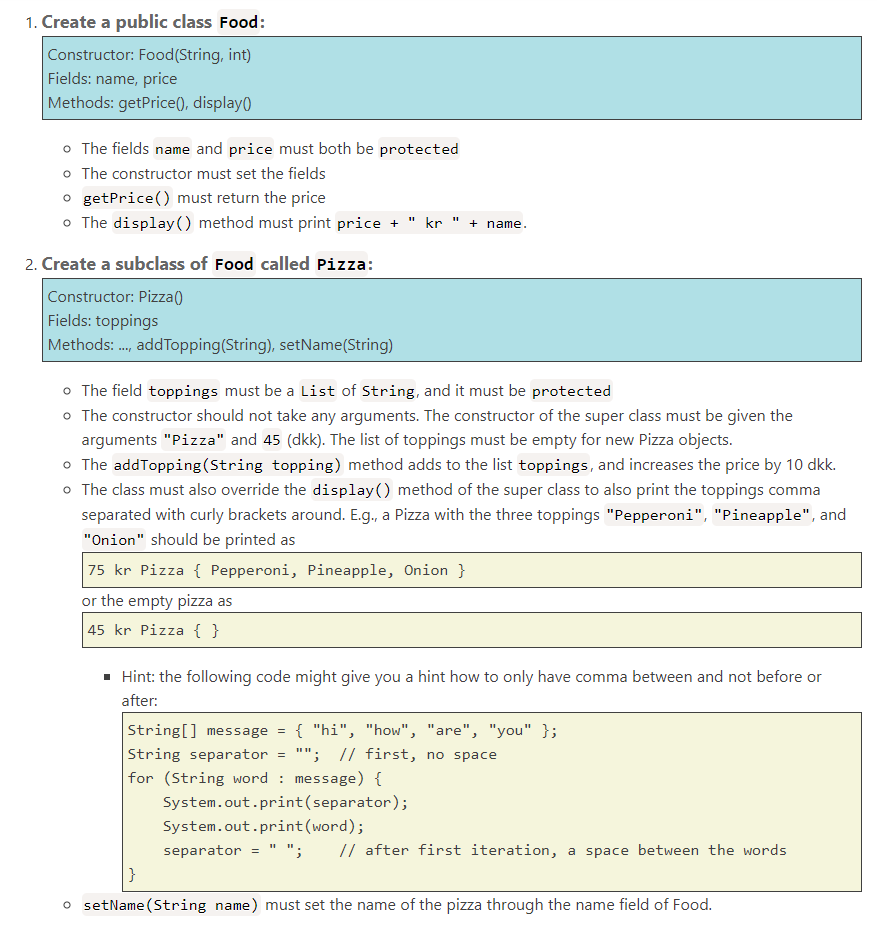 1. Create a public class Food:
Constructor: Food(String, int)
Fields: name, price
Methods: getPrice(), display()
The fields name and price must both be protected
The constructor must set the fields
getPrice() must return the price
The display() method must print price + " kr " + name.
2. Create a subclass of Food called Pizza:
Constructor: Pizza()
Fields: toppings
Methods: ..., addTopping(String), setName(String)
The field toppings must be a List of String, and it must be protected
The constructor should not take any arguments. The constructor of the super class must be given the
arguments "Pizza" and 45 (dkk). The list of toppings must be empty for new Pizza objects.
The addTopping(String topping) method adds to the list toppings, and increases the price by 10 dkk.
The class must also override the display() method of the super class to also print the toppings comma
separated with curly brackets around. E.g., a Pizza with the three toppings "Pepperoni", "Pineapple", and
"Onion" should be printed as
75 kr Pizza { Pepperoni, Pineapple, Onion }
or the empty pizza as
45 kr Pizza { }
Hint: the following code might give you a hint how to only have comma between and not before or
after:
String[] message = { "hi", "how", "are", "you" };
String separator = "";  // first, no space
for (String word : message) {
    System.out.print(separator);
    System.out.print(word);
    separator = " ";    // after first iteration, a space between the words
}
setName(String name) must set the name of the pizza through the name field of Food.